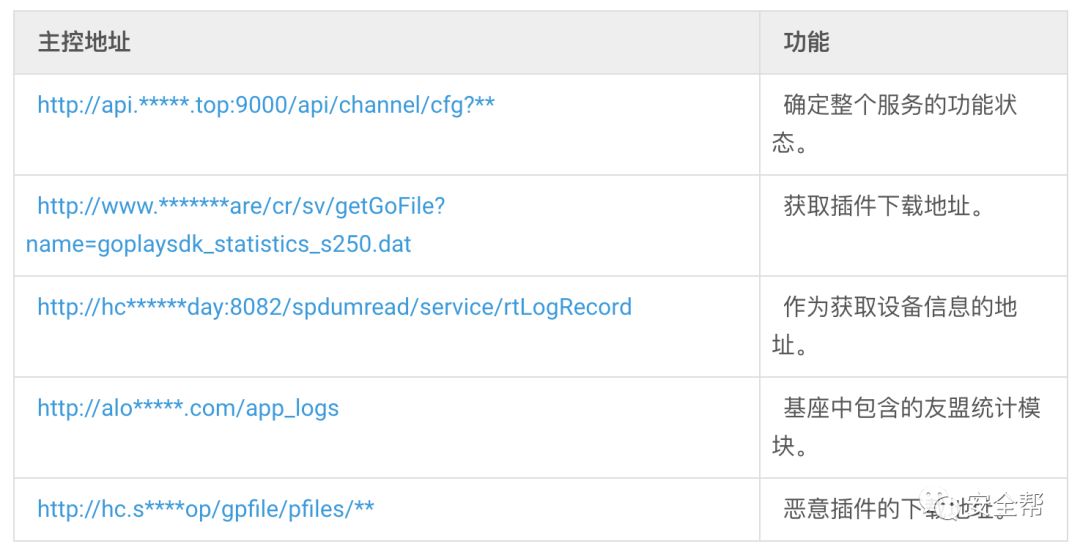 主控地址 功能
http://api.*****.top:9000/api/channel/cfg?** 确定整个服务的功能状
态。
http://www.*******are/cr/sv/getGoFile? 获取插件下载地址。
name=goplaysdk_statistics_s250.dat
http://hc******day:8082/spdumread/service/rtLogRecord 作为获取设备信息的地
址。
http://alo*****.com/app_logs 基座中包含的友盟统计模
块。
http://hc.s****op/gpfile/pfiles/** 恶意插件的下载地址。
安全帮